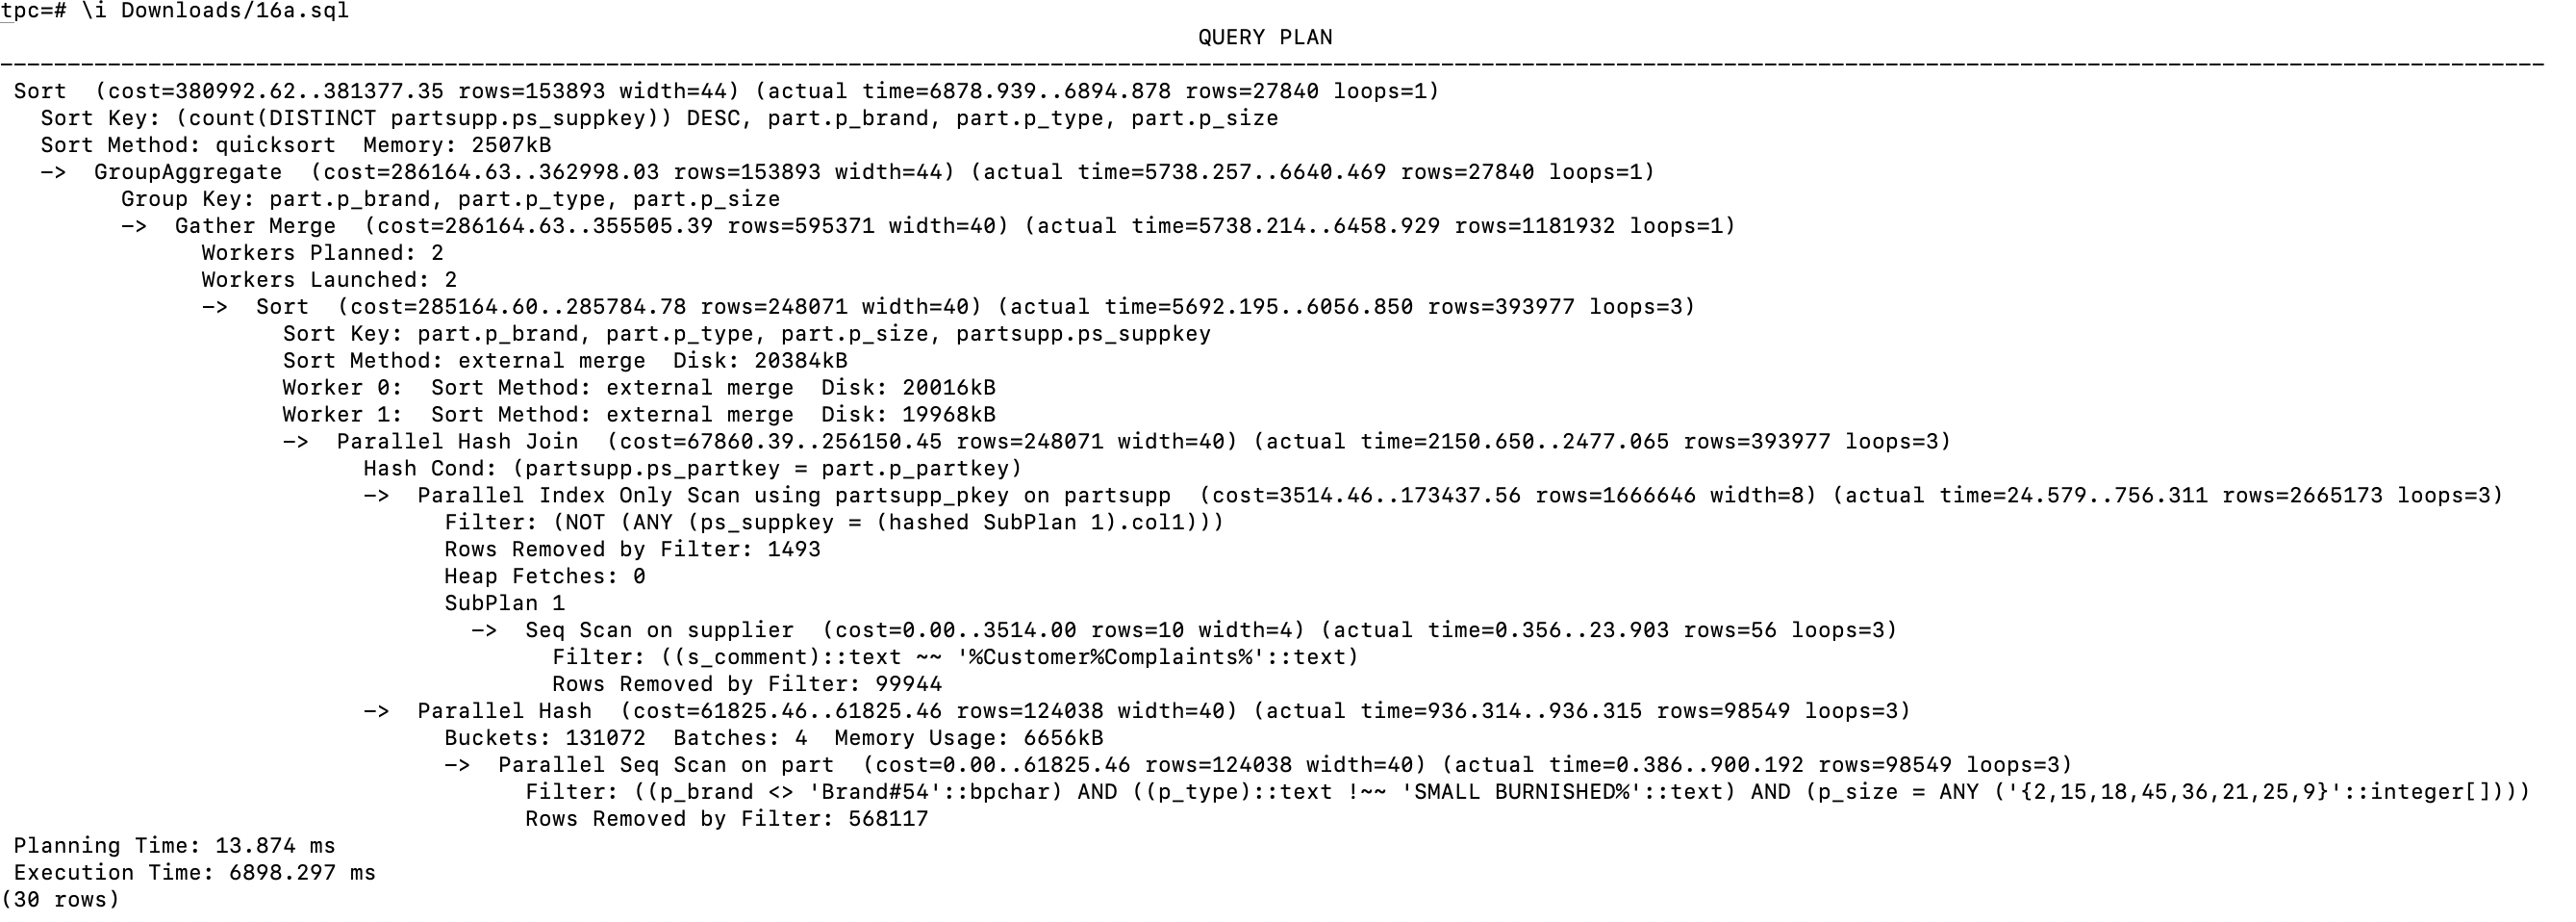 tpc=# \i Downloads/16a.sql
QUERY PLAN
----------------------------------------------------------------------------------------------------------------------------------------------------------------------------------------------
 Sort  (cost=380992.62..381377.35 rows=153893 width=44) (actual time=6878.939..6894.878 rows=27840 loops=1)
   Sort Key: (count(DISTINCT partsupp.ps_suppkey)) DESC, part.p_brand, part.p_type, part.p_size
   Sort Method: quicksort  Memory: 2507kB
   ->  GroupAggregate  (cost=286164.63..362998.03 rows=153893 width=44) (actual time=5738.257..6640.469 rows=27840 loops=1)
         Group Key: part.p_brand, part.p_type, part.p_size
         ->  Gather Merge  (cost=286164.63..355505.39 rows=595371 width=40) (actual time=5738.214..6458.929 rows=1181932 loops=1)
               Workers Planned: 2
               Workers Launched: 2
               ->  Sort  (cost=285164.60..285784.78 rows=248071 width=40) (actual time=5692.195..6056.850 rows=393977 loops=3)
                     Sort Key: part.p_brand, part.p_type, part.p_size, partsupp.ps_suppkey
                     Sort Method: external merge  Disk: 20384kB
                     Worker 0:  Sort Method: external merge  Disk: 20016kB
                     Worker 1:  Sort Method: external merge  Disk: 19968kB
                     ->  Parallel Hash Join  (cost=67860.39..256150.45 rows=248071 width=40) (actual time=2150.650..2477.065 rows=393977 loops=3)
                           Hash Cond: (partsupp.ps_partkey = part.p_partkey)
                           ->  Parallel Index Only Scan using partsupp_pkey on partsupp  (cost=3514.46..173437.56 rows=1666646 width=8) (actual time=24.579..756.311 rows=2665173 loops=3)
                                 Filter: (NOT (ANY (ps_suppkey = (hashed SubPlan 1).col1)))
                                 Rows Removed by Filter: 1493
                                 Heap Fetches: 0
                                 SubPlan 1
                                   ->  Seq Scan on supplier  (cost=0.00..3514.00 rows=10 width=4) (actual time=0.356..23.903 rows=56 loops=3)
                                         Filter: ((s_comment)::text ~~ '%Customer%Complaints%'::text)
                                         Rows Removed by Filter: 99944
                           ->  Parallel Hash  (cost=61825.46..61825.46 rows=124038 width=40) (actual time=936.314..936.315 rows=98549 loops=3)
                                 Buckets: 131072  Batches: 4  Memory Usage: 6656kB
                                 ->  Parallel Seq Scan on part  (cost=0.00..61825.46 rows=124038 width=40) (actual time=0.386..900.192 rows=98549 loops=3)
                                       Filter: ((p_brand <> 'Brand#54'::bpchar) AND ((p_type)::text !~~ 'SMALL BURNISHED%'::text) AND (p_size = ANY ('{2,15,18,45,36,21,25,9}'::integer[])))
                                       Rows Removed by Filter: 568117
 Planning Time: 13.874 ms
 Execution Time: 6898.297 ms
(30 rows)